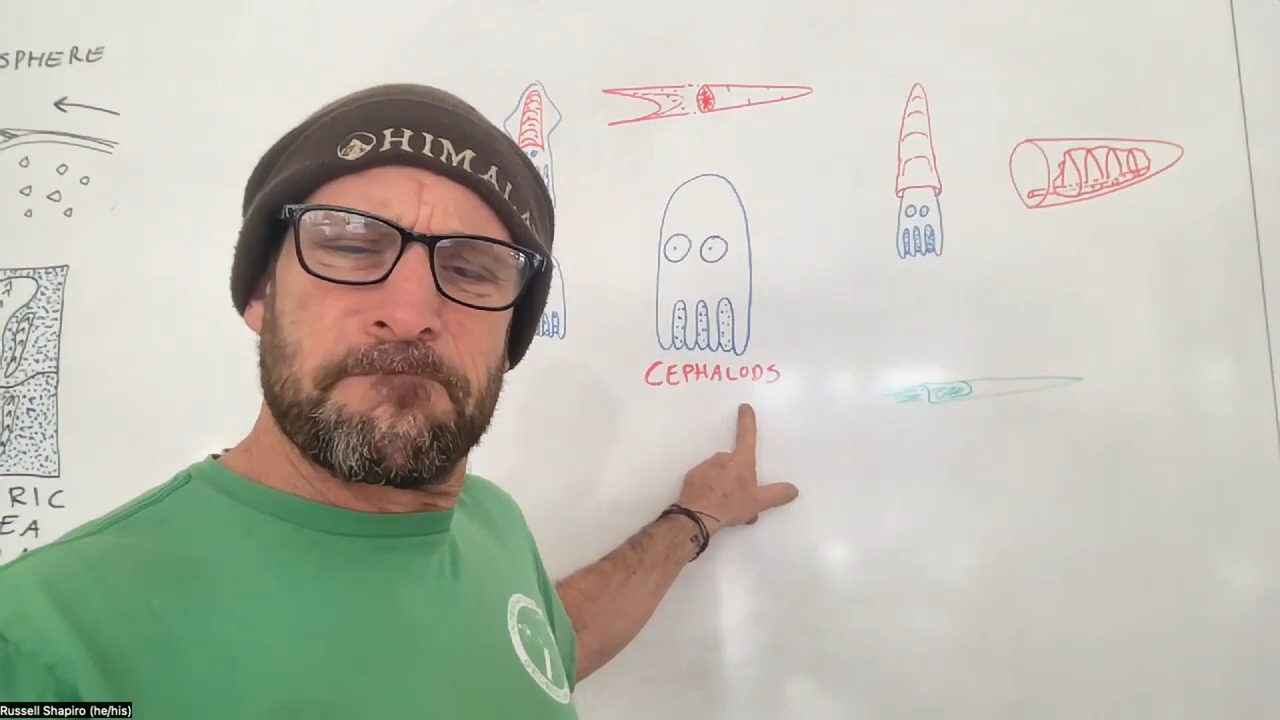 SPHERE
HIMALA
CEPHALODS
RIC
EA
Russell Shapiro (he/his)